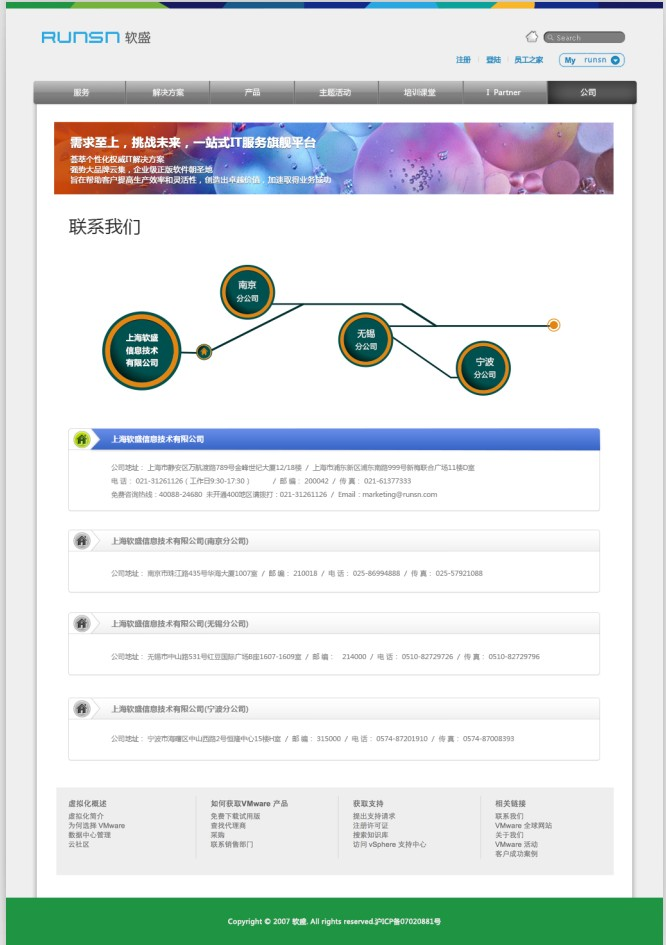 RUNSN 软盛
Search
注册 登陆 员工之家 My runsn
服务 解决方案 产品 主题活动 培训课堂 I Partner 公司
需求至上，挑战未来，一站式IT服务旗舰平台
荟萃个性化权威IT解决方案
强势大品牌云集，企业级正版软件朝圣地
旨在帮助客户提高生产效率和灵活性，创造出卓越价值，加速取得业务成功
联系我们
南京
分公司
上海软盛
信息技术
有限公司
无锡
分公司
宁波
分公司
上海软盛信息技术有限公司
公司地址： 上海市静安区万航渡路789号金峰世纪大厦12/18楼 / 上海市浦东新区浦东南路999号新梅联合广场11楼D室
电 话： 021-31261126 ( 工作日9:30-17:30 ) / 邮 编： 200042 / 传 真： 021-61377333
免费咨询热线：40088-24680 未开通400地区请拨打：021-31261126 / Email：marketing@runsn.com
上海软盛信息技术有限公司(南京分公司)
公司地址： 南京市珠江路435号华海大厦1007室 / 邮 编： 210018 / 电 话： 025-86994888 / 传 真： 025-57921088
上海软盛信息技术有限公司(无锡分公司)
公司地址： 无锡市中山路531号红豆国际广场B座1607-1609室 / 邮 编： 214000 / 电 话： 0510-82729726 / 传 真： 0510-82729796
上海软盛信息技术有限公司(宁波分公司)
公司地址： 宁波市海曙区中山西路2号恒隆中心15楼H室 / 邮 编： 315000 / 电 话： 0574-87201910 / 传 真： 0574-87008393
虚拟化概述
虚拟化简介
为何选择 VMware
数据中心管理
云社区
如何获取VMware 产品
免费下载试用版
查找代理商
采购
联系销售部门
获取支持
提出支持请求
注册许可证
搜索知识库
访问 vSphere 支持中心
相关链接
联系我们
VMware 全球网站
关于我们
VMware 活动
客户成功案例
Copyright © 2007 软盛. All rights reserved.沪ICP备07020881号